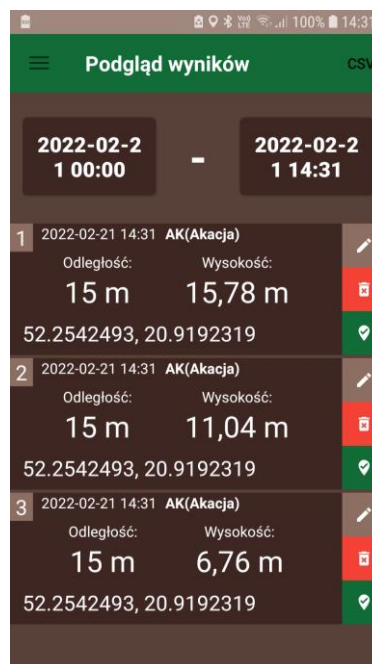 100% 14:31
Podgląd wyników CSV
2022-02-2
1 00:00
-
2022-02-2
1 14:31
1 2022-02-21 14:31 AK(Akacja)
Odległość: Wysokość:
15 m 15,78 m
52.2542493, 20.9192319
2 2022-02-21 14:31 AK(Akacja)
Odległość: Wysokość:
15 m 11,04 m
52.2542493, 20.9192319
3 2022-02-21 14:31 AK(Akacja)
Odległość: Wysokość:
15 m 6,76 m
52.2542493, 20.9192319